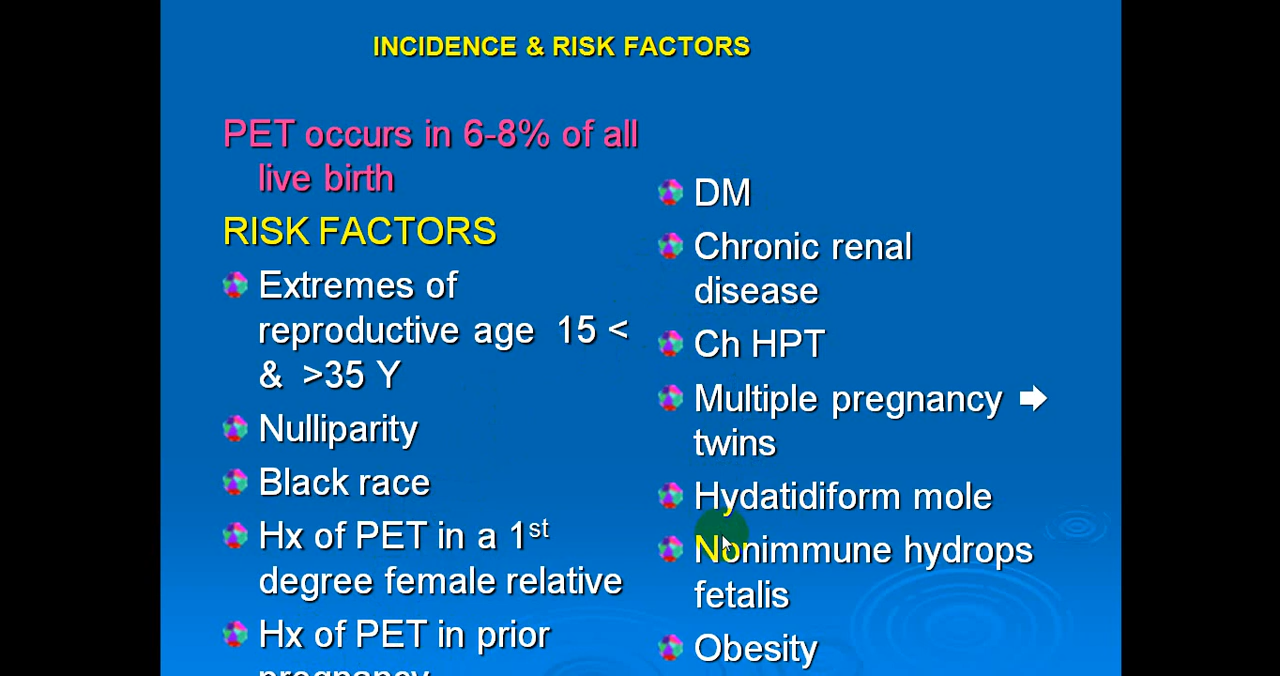 INCIDENCE & RISK FACTORS
PET occurs in 6-8% of all
live birth
RISK FACTORS
Extremes of
reproductive age 15 <
& >35 Y
Nulliparity
Black race
Hx of PET in a 1st
degree female relative
Hx of PET in prior
pregnancy
DM
Chronic renal
disease
Ch HPT
Multiple pregnancy ➡
twins
Hydatidiform mole
Nonimmune hydrops
fetalis
Obesity